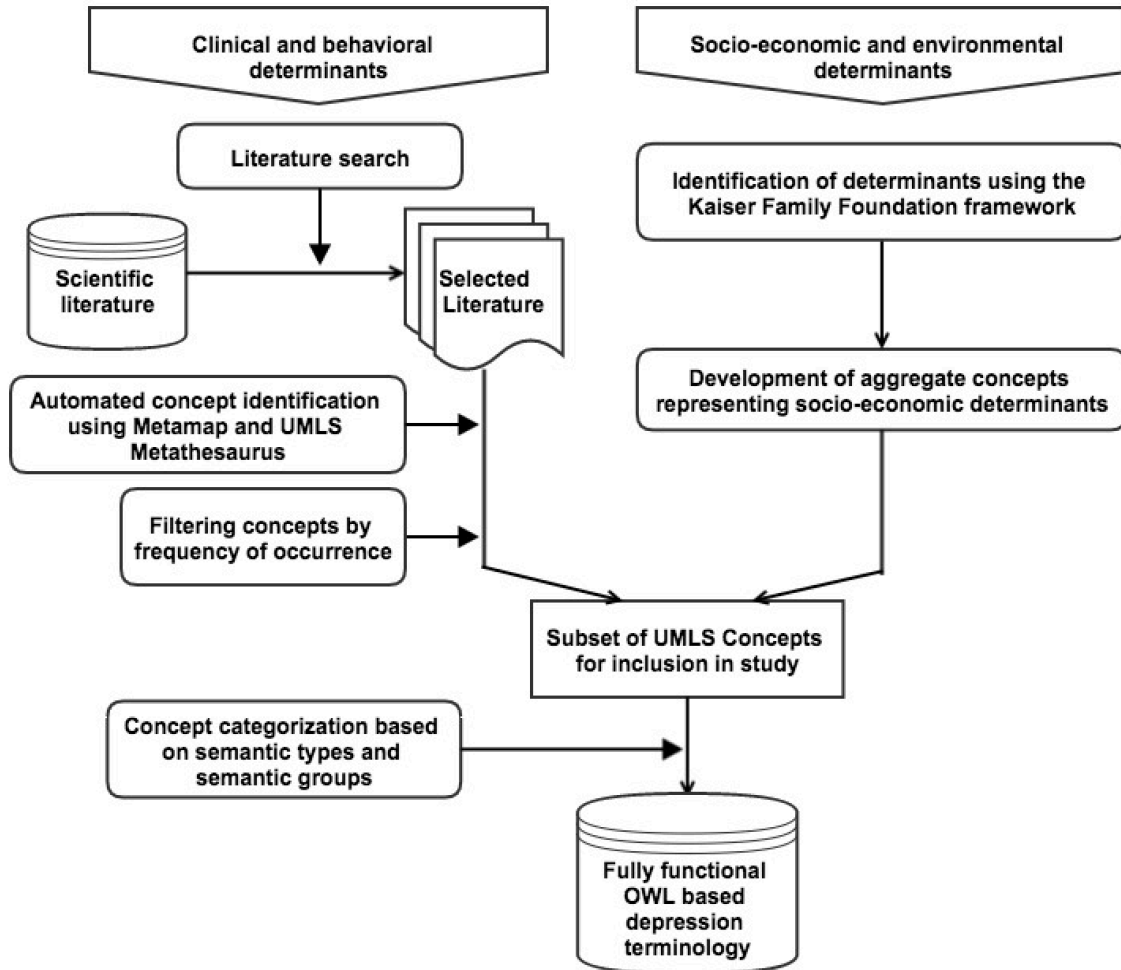 Clinical and behavioral
determinants
Socio-economic and environmental
determinants
Literature search
Identification of determinants using the
Kaiser Family Foundation framework
Scientific
literature
Selected
Literature
Automated concept identification
using Metamap and UMLS
Metathesaurus
Development of aggregate concepts
representing socio-economic determinants
Filtering concepts by
frequency of occurrence
Subset of UMLS Concepts
for inclusion in study
Concept categorization based
on semantic types and
semantic groups
Fully functional
OWL based
depression
terminology